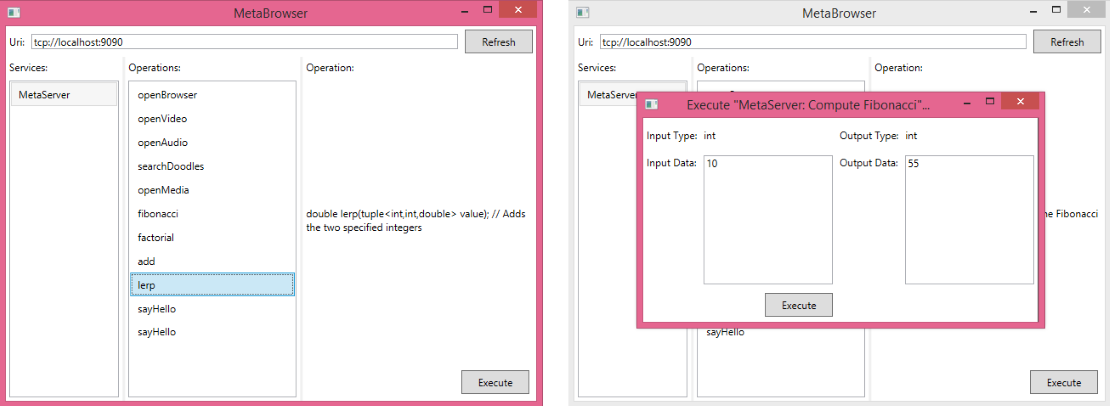 MetaBrowser
Uri: tcp://localhost:9090 Refresh
Services: Operations: Operation:
MetaServer
openBrowser
openVideo
openAudio
searchDoodles
openMedia
fibonacci
factorial
add
lerp
sayHello
sayHello
double lerp(tuple<int,int,double> value); // Adds
the two specified integers
Execute
MetaBrowser
Uri: tcp://localhost:9090 Refresh
Services: Operations: Operation:
MetaServer
Execute "MetaServer: Compute Fibonacci"...
Input Type: int Output Type: int
Input Data: 10 Output Data: 55
Execute
Fibonacci
sayHello
Execute